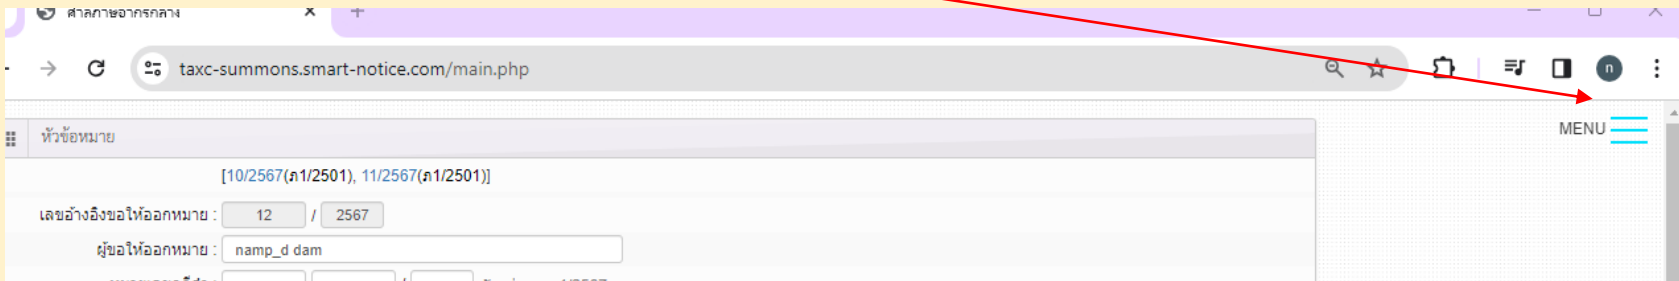 ศาลภาษีอากรกลาง
taxc-summons.smart-notice.com/main.php
n
MENU
หัวข้อหมาย
[10/2567(ภ1/2501), 11/2567(ภ1/2501)]
เลขอ้างอิงขอให้ออกหมาย : 12 / 2567
ผู้ขอให้ออกหมาย : namp_d dam